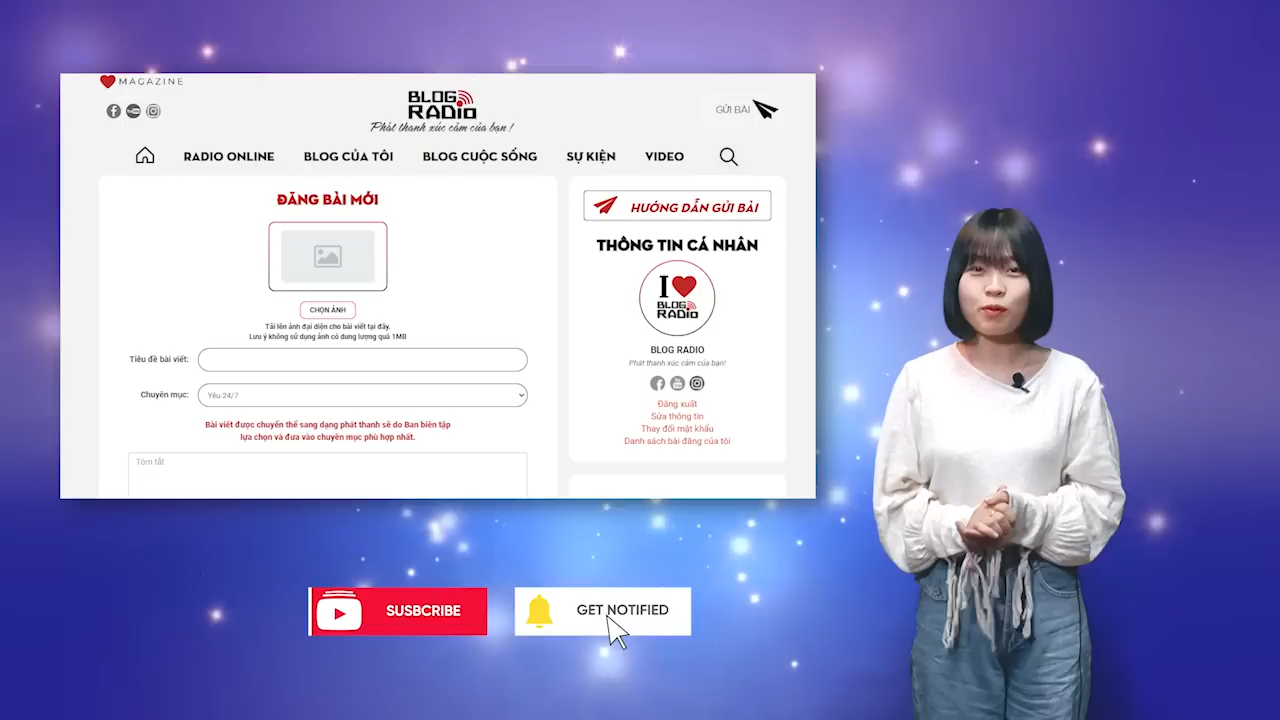 MAGAZINE
BLOG
RADIO
Phát thanh xúc cảm của bạn !
GỬI BÀI
RADIO ONLINE
BLOG CỦA TÔI
BLOG CUỘC SỐNG
SỰ KIỆN
VIDEO
ĐĂNG BÀI MỚI
CHỌN ẢNH
Tải lên ảnh đại diện cho bài viết tại đây.
Lưu ý không sử dụng ảnh có dung lượng quá 1MB
Tiêu đề bài viết:
Chuyên mục:
Yêu 24/7
Bài viết được chuyển thể sang dạng phát thanh sẽ do Ban biên tập
lựa chọn và đưa vào chuyên mục phù hợp nhất.
Tóm tắt
HƯỚNG DẪN GỬI BÀI
THÔNG TIN CÁ NHÂN
I
BLOG
RADIO
BLOG RADIO
Phát thanh xúc cảm của bạn!
Đăng xuất
Sửa thông tin
Thay đổi mật khẩu
Danh sách bài đăng của tôi
SUSBCRIBE
GET NOTIFIED